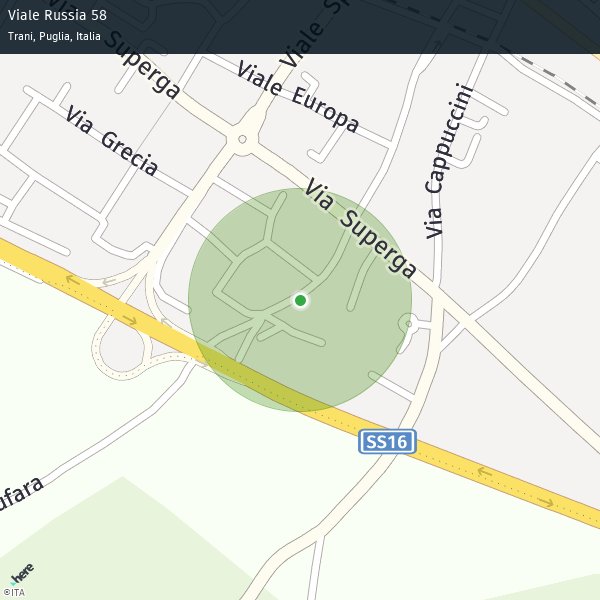 Viale Russia 58
Trani, Puglia, Italia
Via Superga
Viale
Viale Europa
Via Grecia
Via Cappuccini
Via Superga
SS16
here
©ITA